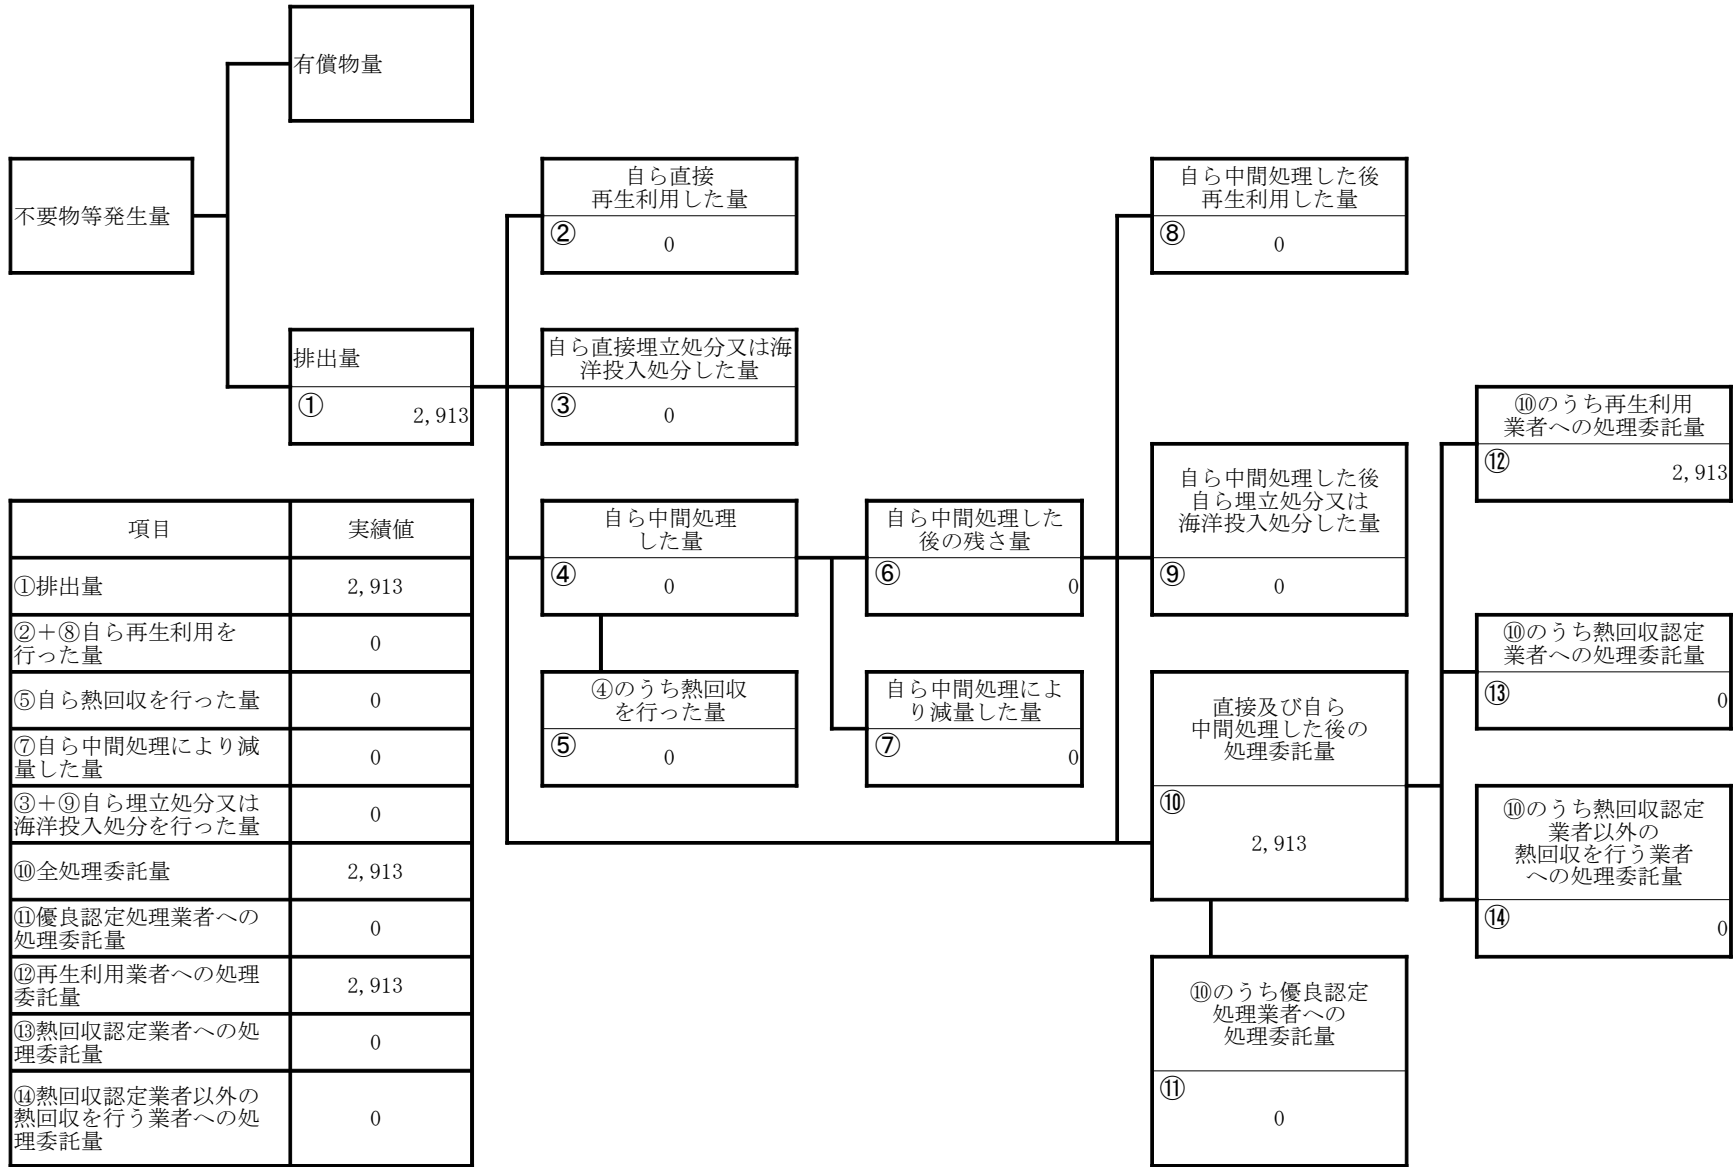 有償物量
不要物等発生量
自ら直接
再生利用した量
②
0
自ら中間処理した後
再生利用した量
⑧
0
排出量
①
2,913
自ら直接埋立処分又は海
洋投入処分した量
③
0
⑩のうち再生利用
業者への処理委託量
⑫
2,913
自ら中間処理
した量
④
0
自ら中間処理した
後の残さ量
⑥
0
自ら中間処理した後
自ら埋立処分又は
海洋投入処分した量
⑨
0
⑩のうち熱回収認定
業者への処理委託量
⑬
0
④のうち熱回収
を行った量
⑤
0
自ら中間処理によ
り減量した量
⑦
0
直接及び自ら
中間処理した後の
処理委託量
⑩
2,913
⑩のうち熱回収認定
業者以外の
熱回収を行う業者
への処理委託量
⑭
0
⑩のうち優良認定
処理業者への
処理委託量
⑪
0
項目 実績値
①排出量 2,913
②＋⑧自ら再生利用を
行った量 0
⑤自ら熱回収を行った量 0
⑦自ら中間処理により減
量した量 0
③＋⑨自ら埋立処分又は
海洋投入処分を行った量 0
⑩全処理委託量 2,913
⑪優良認定処理業者への
処理委託量 0
⑫再生利用業者への処理
委託量 2,913
⑬熱回収認定業者への処
理委託量 0
⑭熱回収認定業者以外の
熱回収を行う業者への処
理委託量 0